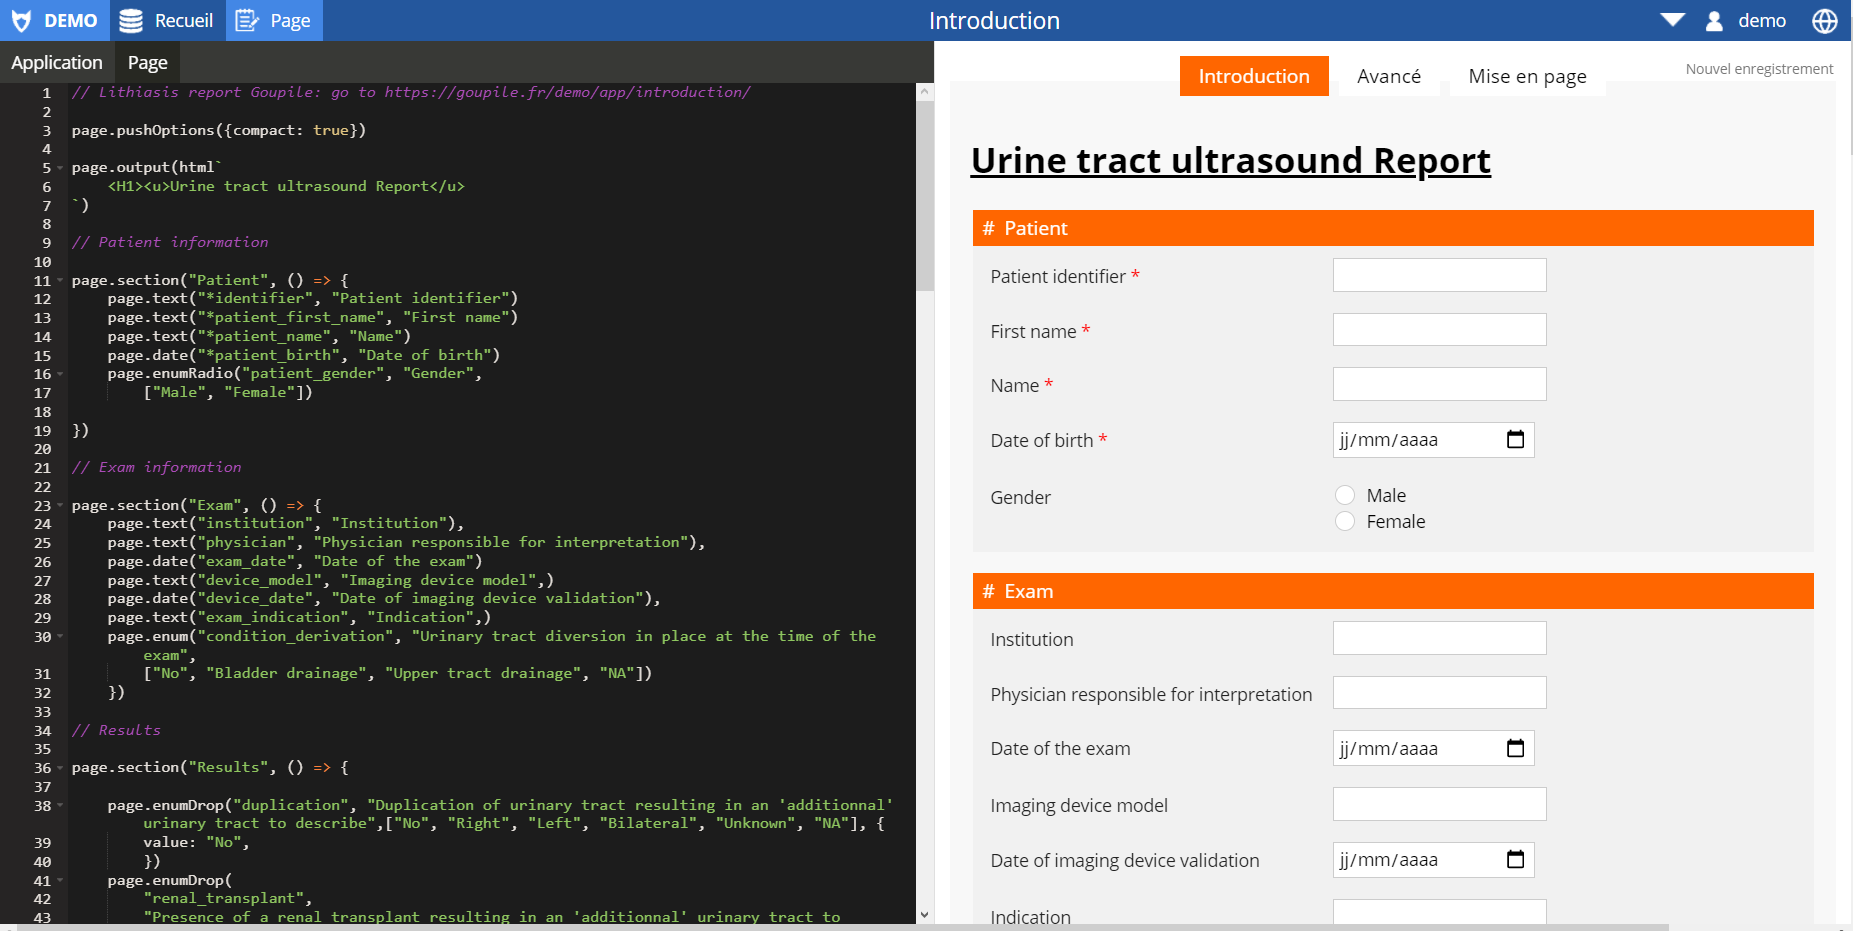 DEMO Recueil Page Introduction demo
Application Page
1 // Lithiasis report Goupile: go to https://goupile.fr/demo/app/introduction/
2
3 page.pushOptions({compact: true})
4
5 page.output(html`
6 <H1><u>Urine tract ultrasound Report</u>
7 `)
8
9 // Patient information
10
11 page.section("Patient", () => {
12 page.text("*identifier", "Patient identifier")
13 page.text("*patient_first_name", "First name")
14 page.text("*patient_name", "Name")
15 page.date("*patient_birth", "Date of birth")
16 page.enumRadio("patient_gender", "Gender",
17 ["Male", "Female"])
18
19 })
20
21 // Exam information
22
23 page.section("Exam", () => {
24 page.text("institution", "Institution"),
25 page.text("physician", "Physician responsible for interpretation"),
26 page.date("exam_date", "Date of the exam")
27 page.text("device_model", "Imaging device model",)
28 page.date("device_date", "Date of imaging device validation"),
29 page.text("exam_indication", "Indication",)
30 page.enum("condition_derivation", "Urinary tract diversion in place at the time of the
exam",
31 ["No", "Bladder drainage", "Upper tract drainage", "NA"])
32 })
33
34 // Results
35
36 page.section("Results", () => {
37
38 page.enumDrop("duplication", "Duplication of urinary tract resulting in an 'additionnal'
urinary tract to describe",["No", "Right", "Left", "Bilateral", "Unknown", "NA"], {
39 value: "No",
40 })
41 page.enumDrop(
42 "renal_transplant",
43 "Presence of a renal transplant resulting in an 'additionnal' urinary tract to
Introduction Avancé Mise en page Nouvel enregistrement
Urine tract ultrasound Report
# Patient
Patient identifier *
First name *
Name *
Date of birth * jj/mm/aaaa
Gender Male
Female
# Exam
Institution
Physician responsible for interpretation
Date of the exam jj/mm/aaaa
Imaging device model
Date of imaging device validation jj/mm/aaaa
Indication